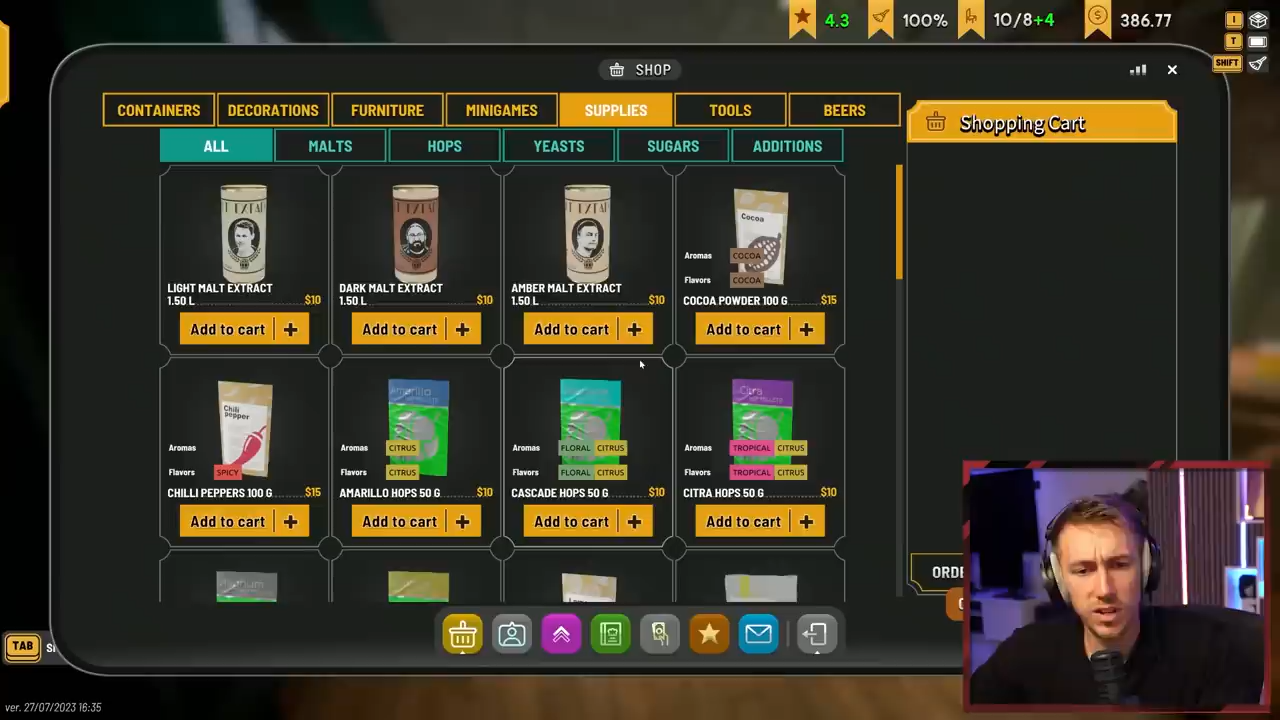 4.3
100%
10/8+4
386.77
I
T
SHIFT
SHOP
CONTAINERS
DECORATIONS
FURNITURE
MINIGAMES
SUPPLIES
TOOLS
BEERS
Shopping Cart
ALL
MALTS
HOPS
YEASTS
SUGARS
ADDITIONS
LIGHT MALT EXTRACT
1.50 L
$10
Add to cart +
DARK MALT EXTRACT
1.50 L
$10
Add to cart +
AMBER MALT EXTRACT
1.50 L
$10
Add to cart +
Cocoa
Aromas COCOA
Flavors COCOA
COCOA POWDER 100 G $15
Add to cart +
Chili
pepper
Aromas
Flavors SPICY
CHILLI PEPPERS 100 G $15
Add to cart +
Amarillo
Aromas CITRUS
Flavors CITRUS
AMARILLO HOPS 50 G $10
Add to cart +
Aromas FLORAL CITRUS
Flavors FLORAL CITRUS
CASCADE HOPS 50 G $10
Add to cart +
Citra
Aromas TROPICAL CITRUS
Flavors TROPICAL CITRUS
CITRA HOPS 50 G $10
Add to cart +
TAB
ver. 27/07/2023 16:35